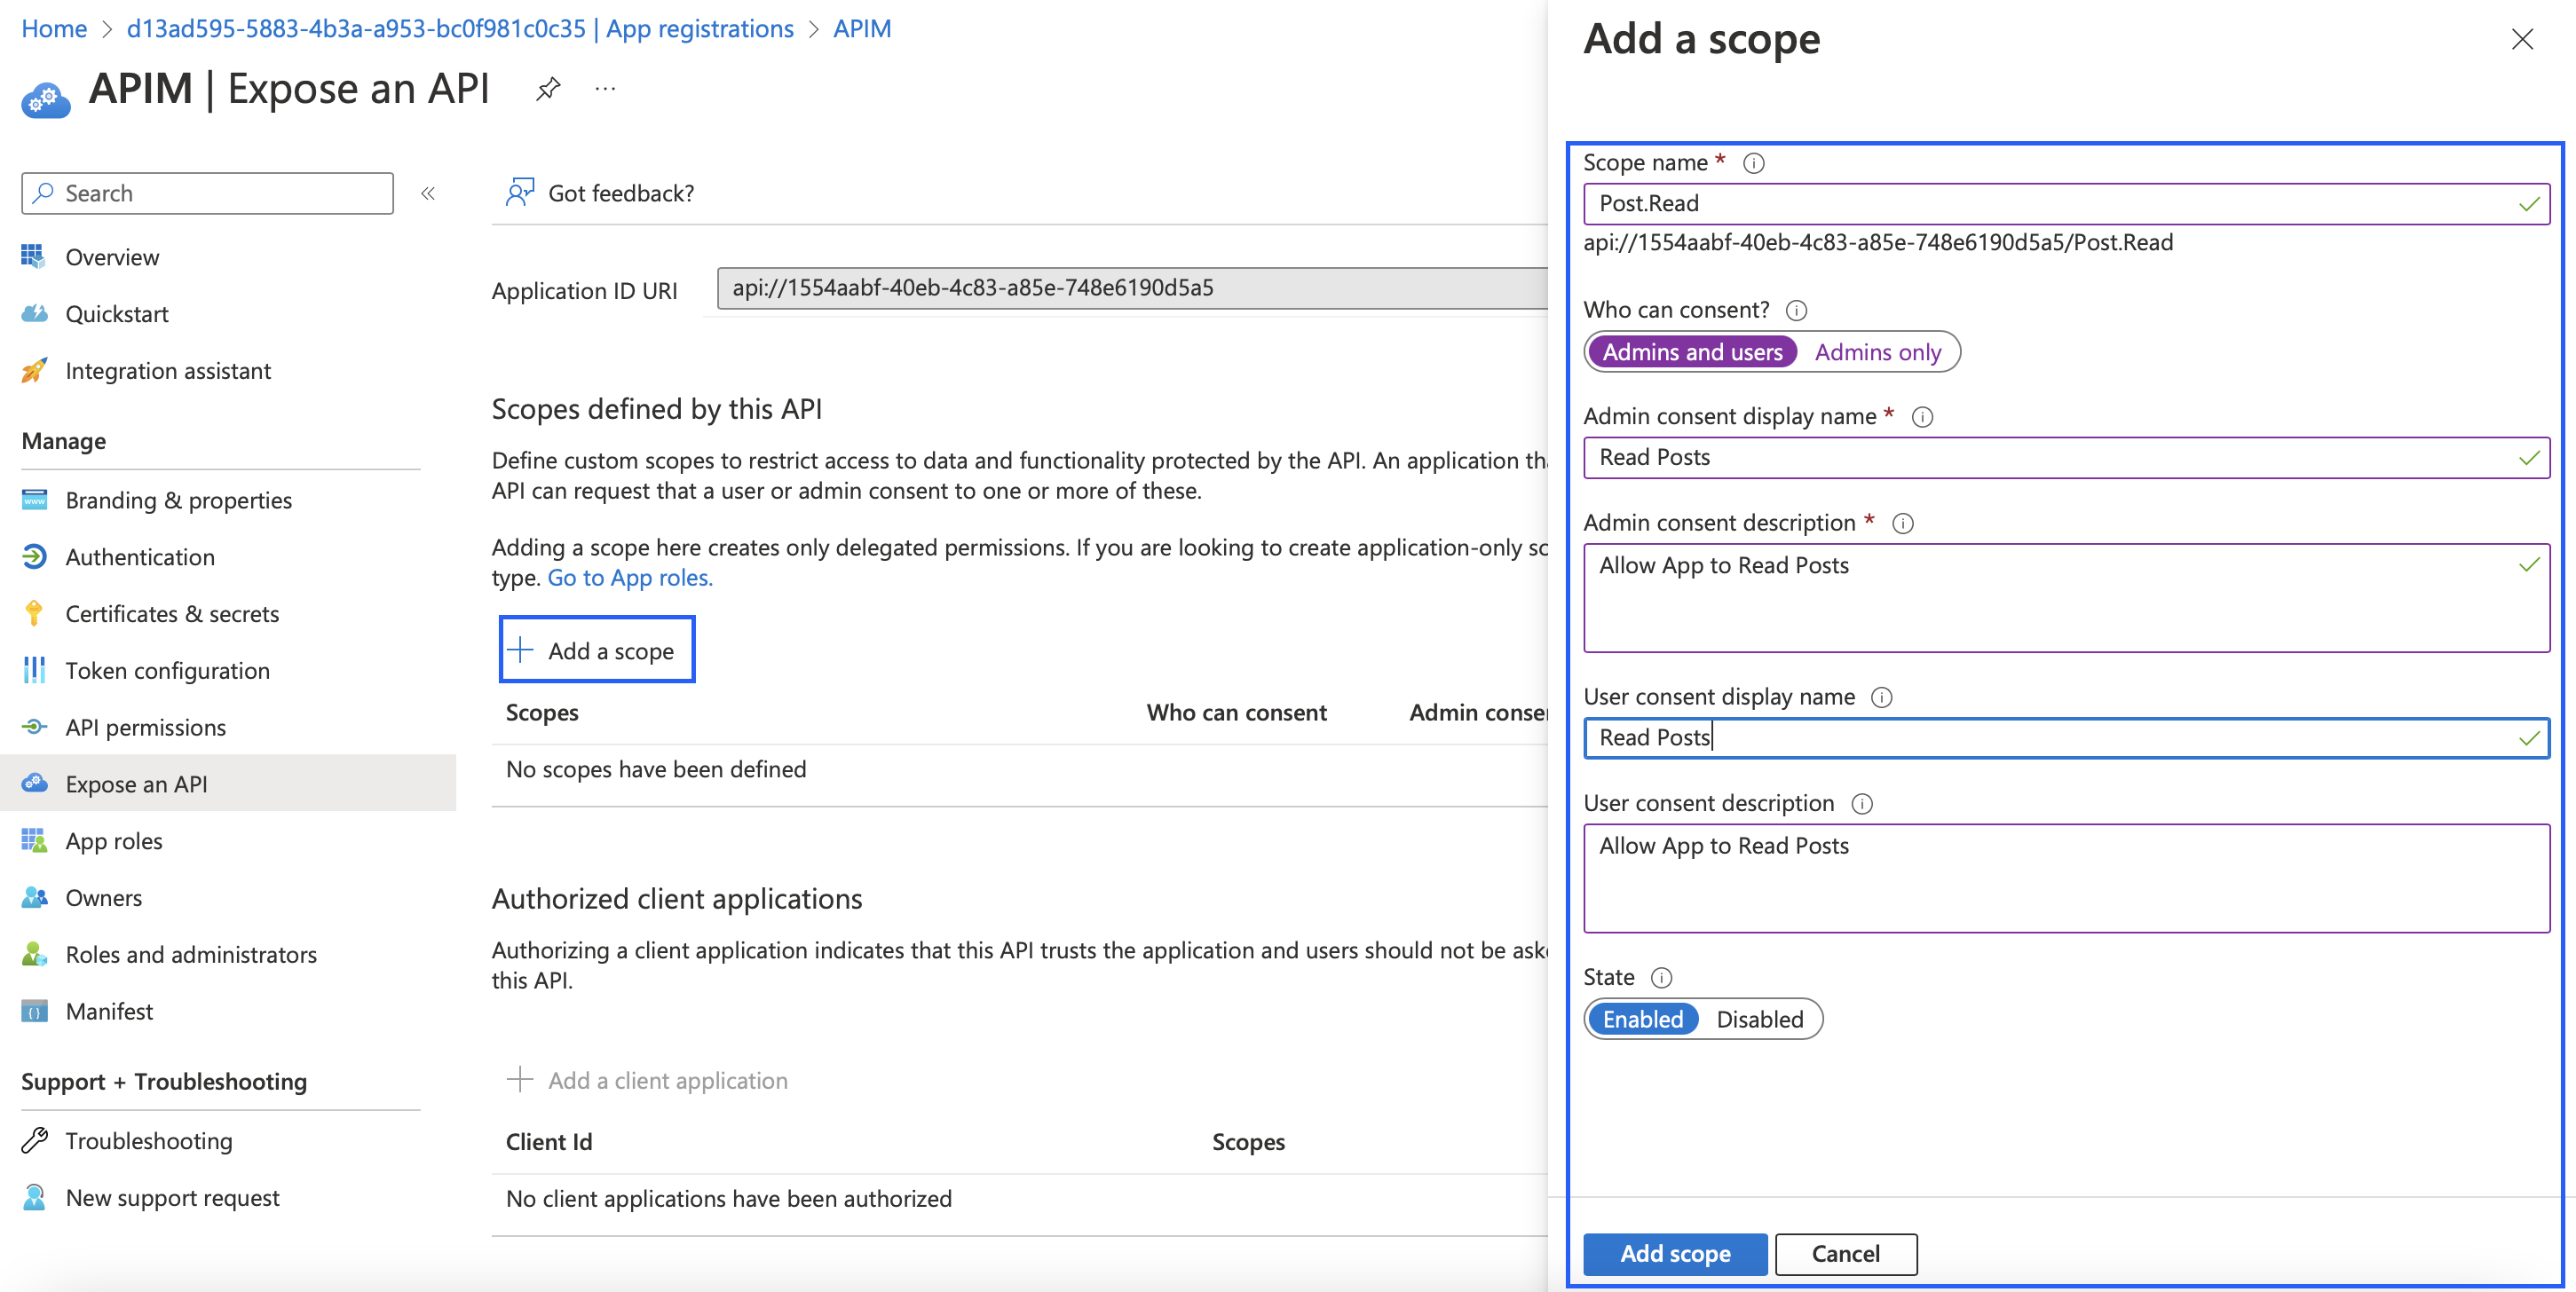 Home > d13ad595-5883-4b3a-a953-bc0f981c0c35 | App registrations > APIM
APIM | Expose an API
...
Search
«
Overview
Quickstart
Integration assistant
Manage
Branding & properties
Authentication
Certificates & secrets
Token configuration
API permissions
Expose an API
App roles
Owners
Roles and administrators
Manifest
Support + Troubleshooting
Troubleshooting
New support request
Got feedback?
Application ID URI
api://1554aabf-40eb-4c83-a85e-748e6190d5a5
Scopes defined by this API
Define custom scopes to restrict access to data and functionality protected by the API. An application
API can request that a user or admin consent to one or more of these.
Adding a scope here creates only delegated permissions. If you are looking to create application-only
type. Go to App roles.
+ Add a scope
Scopes Who can consent Admin
No scopes have been defined
Authorized client applications
Authorizing a client application indicates that this API trusts the application and users should not be
this API.
+ Add a client application
Client Id Scopes
No client applications have been authorized
Add a scope
Scope name *
Post.Read
api://1554aabf-40eb-4c83-a85e-748e6190d5a5/Post.Read
Who can consent?
Admins and users Admins only
Admin consent display name *
Read Posts
Admin consent description *
Allow App to Read Posts
User consent display name
Read Posts
User consent description
Allow App to Read Posts
State
Enabled Disabled
Add scope Cancel